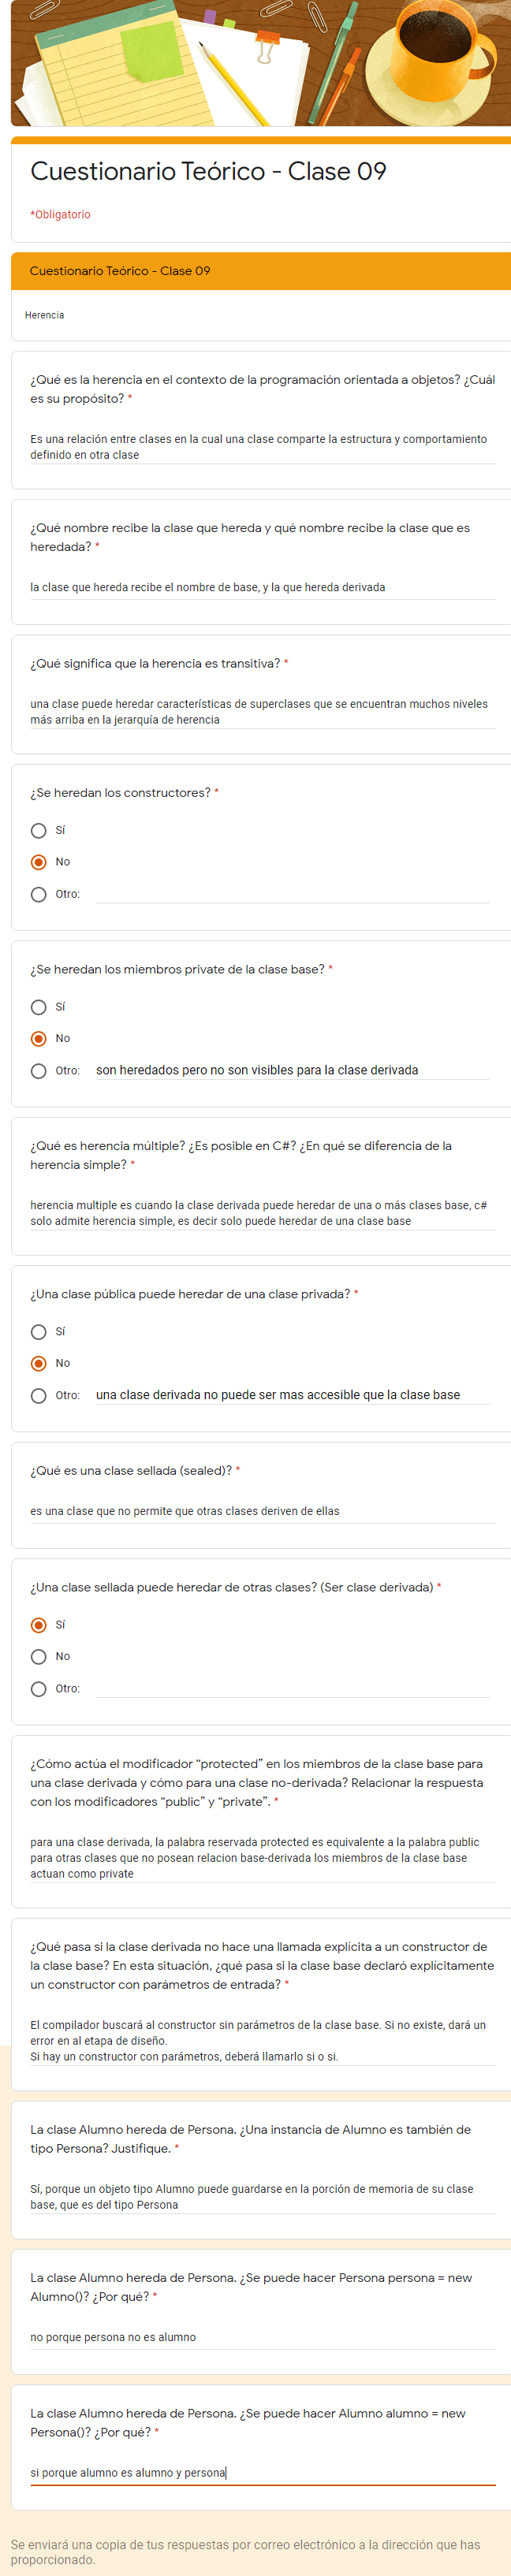 Cuestionario Teórico - Clase 09
*Obligatorio
Cuestionario Teórico - Clase 09
Herencia
¿Qué es la herencia en el contexto de la programación orientada a objetos? ¿Cuál
es su propósito? *
Es una relación entre clases en la cual una clase comparte la estructura y comportamiento
definido en otra clase
¿Qué nombre recibe la clase que hereda y qué nombre recibe la clase que es
heredada? *
la clase que hereda recibe el nombre de base, y la que hereda derivada
¿Qué significa que la herencia es transitiva? *
una clase puede heredar características de superclases que se encuentran muchos niveles
más arriba en la jerarquía de herencia
¿Se heredan los constructores? *
Sí
No
Otro:
¿Se heredan los miembros private de la clase base? *
Sí
No
Otro: son heredados pero no son visibles para la clase derivada
¿Qué es herencia múltiple? ¿Es posible en C#? ¿En qué se diferencia de la
herencia simple? *
herencia multiple es cuando la clase derivada puede heredar de una o más clases base, c#
solo admite herencia simple, es decir solo puede heredar de una clase base
¿Una clase pública puede heredar de una clase privada? *
Sí
No
Otro: una clase derivada no puede ser mas accesible que la clase base
¿Qué es una clase sellada (sealed)? *
es una clase que no permite que otras clases deriven de ellas
¿Una clase sellada puede heredar de otras clases? (Ser clase derivada) *
Sí
No
Otro:
¿Cómo actúa el modificador “protected” en los miembros de la clase base para
una clase derivada y cómo para una clase no-derivada? Relacionar la respuesta
con los modificadores “public” y “private”. *
para una clase derivada, la palabra reservada protected es equivalente a la palabra public
para otras clases que no posean relacion base-derivada los miembros de la clase base
actuan como private
¿Qué pasa si la clase derivada no hace una llamada explícita a un constructor de
la clase base? En esta situación, ¿qué pasa si la clase base declaró explícitamente
un constructor con parámetros de entrada? *
El compilador buscará al constructor sin parámetros de la clase base. Si no existe, dará un
error en al etapa de diseño.
Si hay un constructor con parámetros, deberá llamarlo si o si.
La clase Alumno hereda de Persona. ¿Una instancia de Alumno es también de
tipo Persona? Justifique. *
Sí, porque un objeto tipo Alumno puede guardarse en la porción de memoria de su clase
base, que es del tipo Persona
La clase Alumno hereda de Persona. ¿Se puede hacer Persona persona = new
Alumno()? ¿Por qué? *
no porque persona no es alumno
La clase Alumno hereda de Persona. ¿Se puede hacer Alumno alumno = new
Persona()? ¿Por qué? *
si porque alumno es alumno y persona
Se enviará una copia de tus respuestas por correo electrónico a la dirección que has
proporcionado.